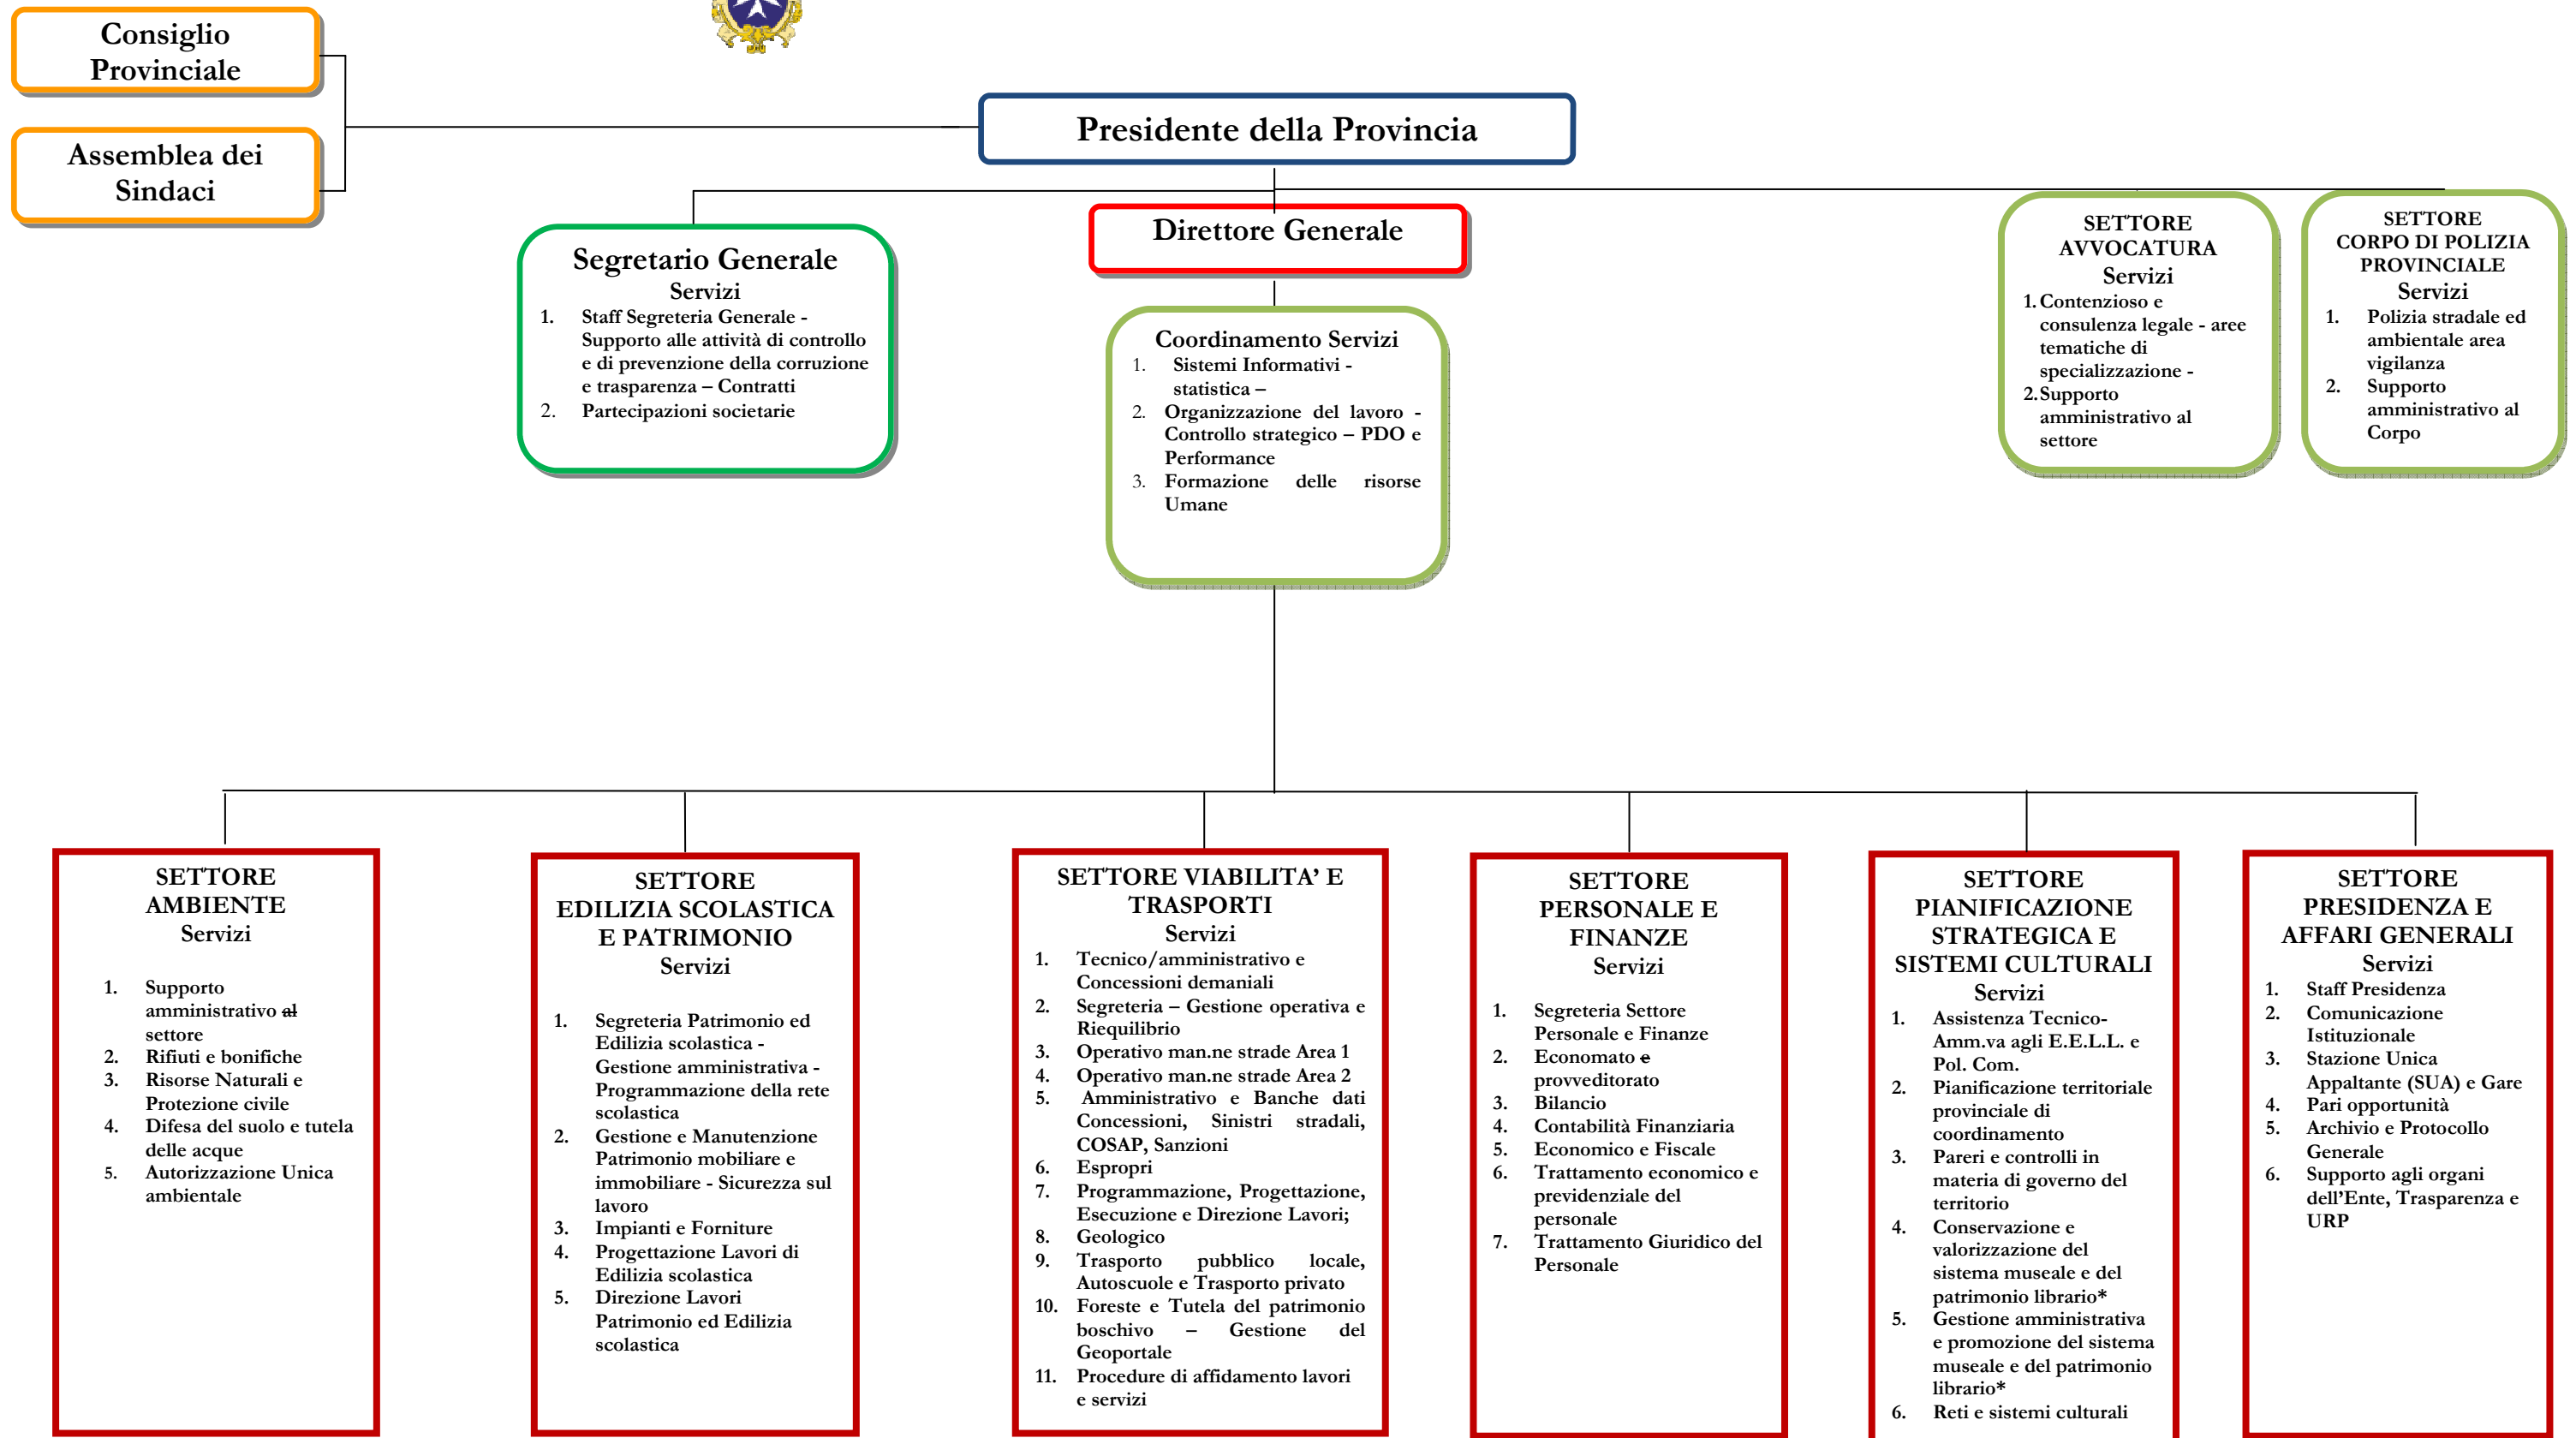 Consiglio
Provinciale
Assemblea dei
Sindaci
Presidente della Provincia
Segretario Generale
Servizi
1. Staff Segreteria Generale -
Supporto alle attività di controllo
e di prevenzione della corruzione
e trasparenza – Contratti
2. Partecipazioni societarie
Direttore Generale
Coordinamento Servizi
1. Sistemi Informativi -
statistica –
2. Organizzazione del lavoro -
Controllo strategico – PDO e
Performance
3. Formazione delle risorse
Umane
SETTORE
AVVOCATURA
Servizi
1. Contenzioso e
consulenza legale - aree
tematiche di
specializzazione -
2. Supporto
amministrativo al
settore
SETTORE
CORPO DI POLIZIA
PROVINCIALE
Servizi
1. Polizia stradale ed
ambientale area
vigilanza
2. Supporto
amministrativo al
Corpo
SETTORE
AMBIENTE
Servizi
1. Supporto
amministrativo al
settore
2. Rifiuti e bonifiche
3. Risorse Naturali e
Protezione civile
4. Difesa del suolo e tutela
delle acque
5. Autorizzazione Unica
ambientale
SETTORE
EDILIZIA SCOLASTICA
E PATRIMONIO
Servizi
1. Segreteria Patrimonio ed
Edilizia scolastica -
Gestione amministrativa -
Programmazione della rete
scolastica
2. Gestione e Manutenzione
Patrimonio mobiliare e
immobiliare - Sicurezza sul
lavoro
3. Impianti e Forniture
4. Progettazione Lavori di
Edilizia scolastica
5. Direzione Lavori
Patrimonio ed Edilizia
scolastica
SETTORE VIABILITA’ E
TRASPORTI
Servizi
1. Tecnico/amministrativo e
Concessioni demaniali
2. Segreteria – Gestione operativa e
Riequilibrio
3. Operativo man.ne strade Area 1
4. Operativo man.ne strade Area 2
5. Amministrativo e Banche dati
Concessioni, Sinistri stradali,
COSAP, Sanzioni
6. Espropri
7. Programmazione, Progettazione,
Esecuzione e Direzione Lavori;
8. Geologico
9. Trasporto pubblico locale,
Autoscuole e Trasporto privato
10. Foreste e Tutela del patrimonio
boschivo – Gestione del
Geoportale
11. Procedure di affidamento lavori
e servizi
SETTORE
PERSONALE E
FINANZE
Servizi
1. Segreteria Settore
Personale e Finanze
2. Economato e
provveditorato
3. Bilancio
4. Contabilità Finanziaria
5. Economico e Fiscale
6. Trattamento economico e
previdenziale del
personale
7. Trattamento Giuridico del
Personale
SETTORE
PIANIFICAZIONE
STRATEGICA E
SISTEMI CULTURALI
Servizi
1. Assistenza Tecnico-
Amm.va agli E.E.L.L. e
Pol. Com.
2. Pianificazione territoriale
provinciale di
coordinamento
3. Pareri e controlli in
materia di governo del
territorio
4. Conservazione e
valorizzazione del
sistema museale e del
patrimonio librario*
5. Gestione amministrativa
e promozione del sistema
museale e del patrimonio
librario*
6. Reti e sistemi culturali
SETTORE
PRESIDENZA E
AFFARI GENERALI
Servizi
1. Staff Presidenza
2. Comunicazione
Istituzionale
3. Stazione Unica
Appaltante (SUA) e Gare
4. Pari opportunità
5. Archivio e Protocollo
Generale
6. Supporto agli organi
dell’Ente, Trasparenza e
URP